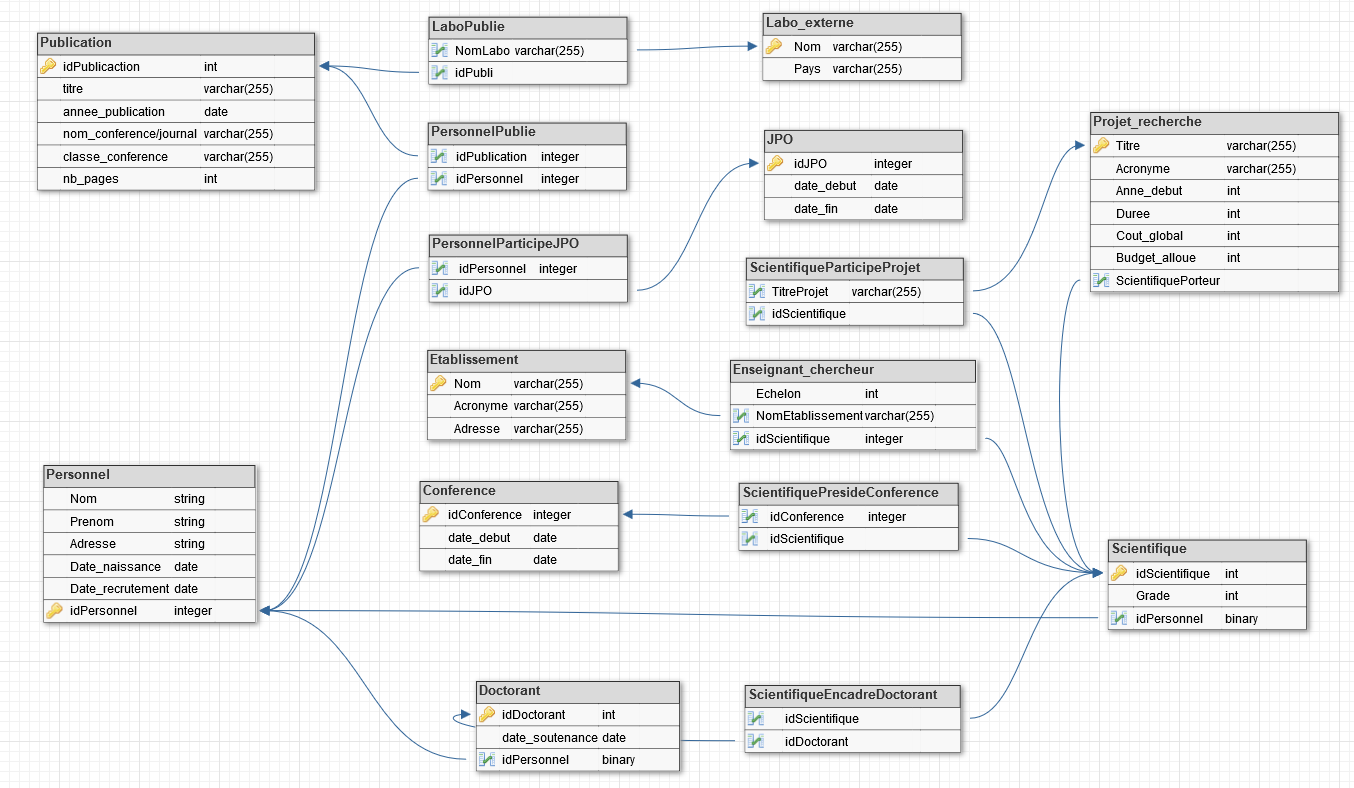 Publication
idPublicaction int
titre varchar(255)
annee_publication date
nom_conference/journal varchar(255)
classe_conference varchar(255)
nb_pages int
LaboPublie
NomLabo varchar(255)
idPubli
Labo_externe
Nom varchar(255)
Pays varchar(255)
PersonnelPublie
idPublication integer
idPersonnel integer
JPO
idJPO integer
date_debut date
date_fin date
Projet_recherche
Titre varchar(255)
Acronyme varchar(255)
Anne_debut int
Duree int
Cout_global int
Budget_alloue int
ScientifiquePorteur
PersonnelParticipeJPO
idPersonnel integer
idJPO
ScientifiqueParticipeProjet
TitreProjet varchar(255)
idScientifique
Etablissement
Nom varchar(255)
Acronyme varchar(255)
Adresse varchar(255)
Enseignant_chercheur
Echelon int
NomEtablissement varchar(255)
idScientifique integer
Personnel
Nom string
Prenom string
Adresse string
Date_naissance date
Date_recrutement date
idPersonnel integer
Conference
idConference integer
date_debut date
date_fin date
ScientifiquePresideConference
idConference integer
idScientifique
Scientifique
idScientifique int
Grade int
idPersonnel binary
Doctorant
idDoctorant int
date_soutenance date
idPersonnel binary
ScientifiqueEncadreDoctorant
idScientifique
idDoctorant